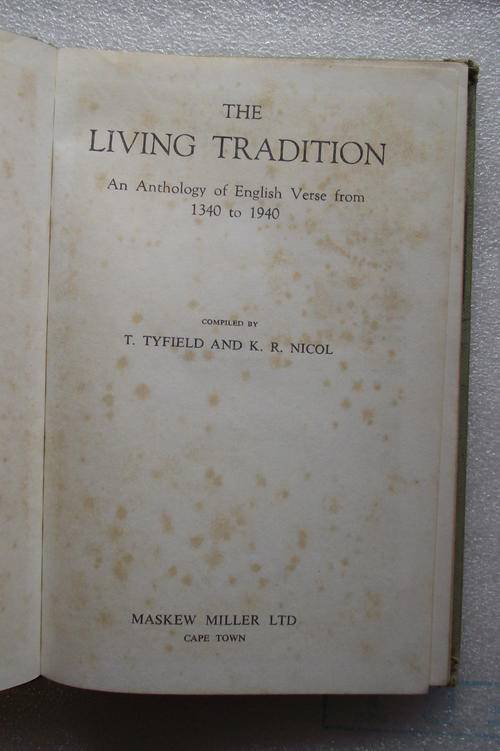 THE
LIVING TRADITION
An Anthology of English Verse from
1340 to 1940
COMPILED BY
T. TYFIELD AND K. R. NICOL
MASKEW MILLER LTD
CAPE TOWN